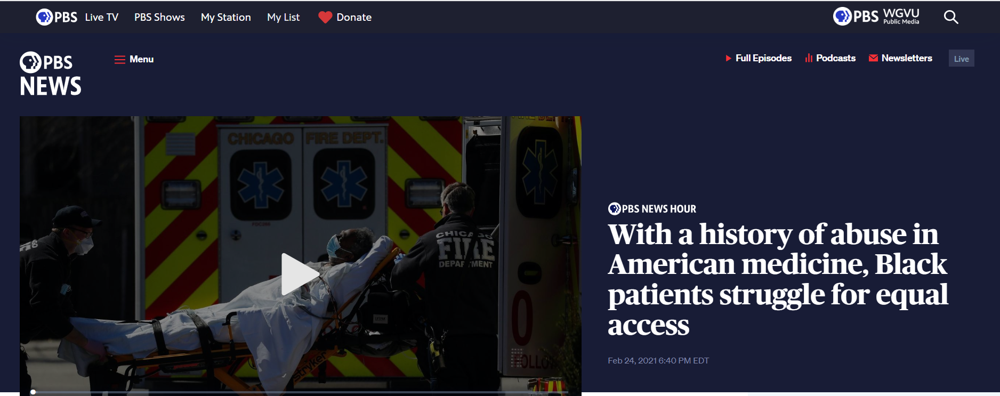 PBS Live TV PBS Shows My Station My List Donate PBS WGVU Public Media
PBS NEWS
Menu
Full Episodes Podcasts Newsletters Live
CHICAGO FIRE DEPT.
CHICAGO
FIRE
DEPARTMENT
stryker
PBS NEWS HOUR
With a history of abuse in
American medicine, Black
patients struggle for equal
access
Feb 24, 2021 6:40 PM EDT